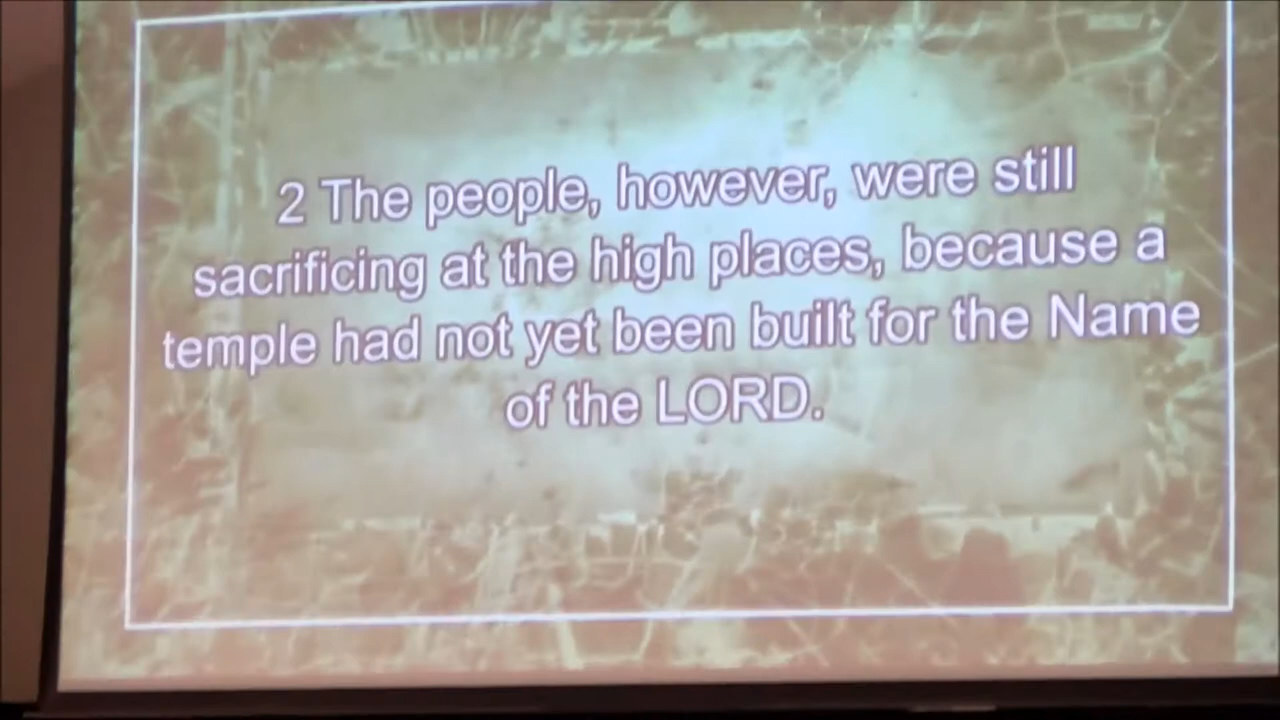 2 The people, however, were still
sacrificing at the high places, because a
temple had not yet been built for the Name
of the LORD.